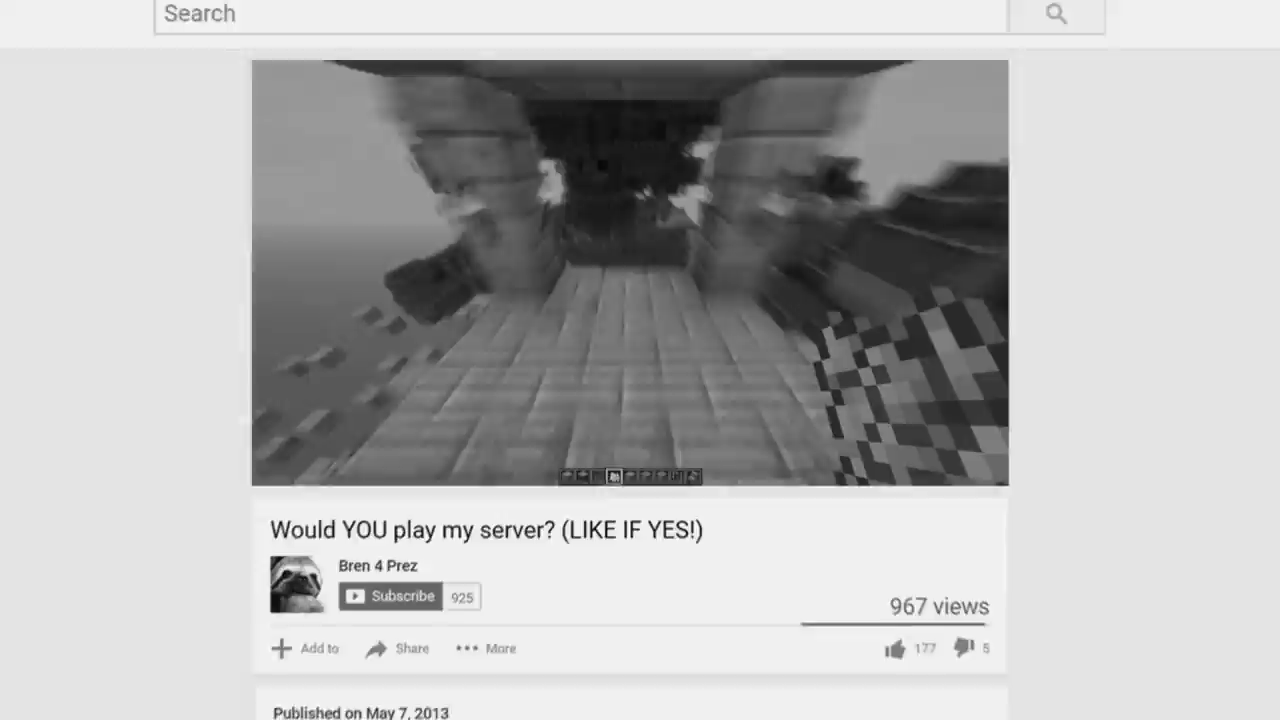 Search
Would YOU play my server? (LIKE IF YES!)
Bren 4 Prez
Subscribe 925
967 views
Add to Share More 177 5
Published on May 7, 2013